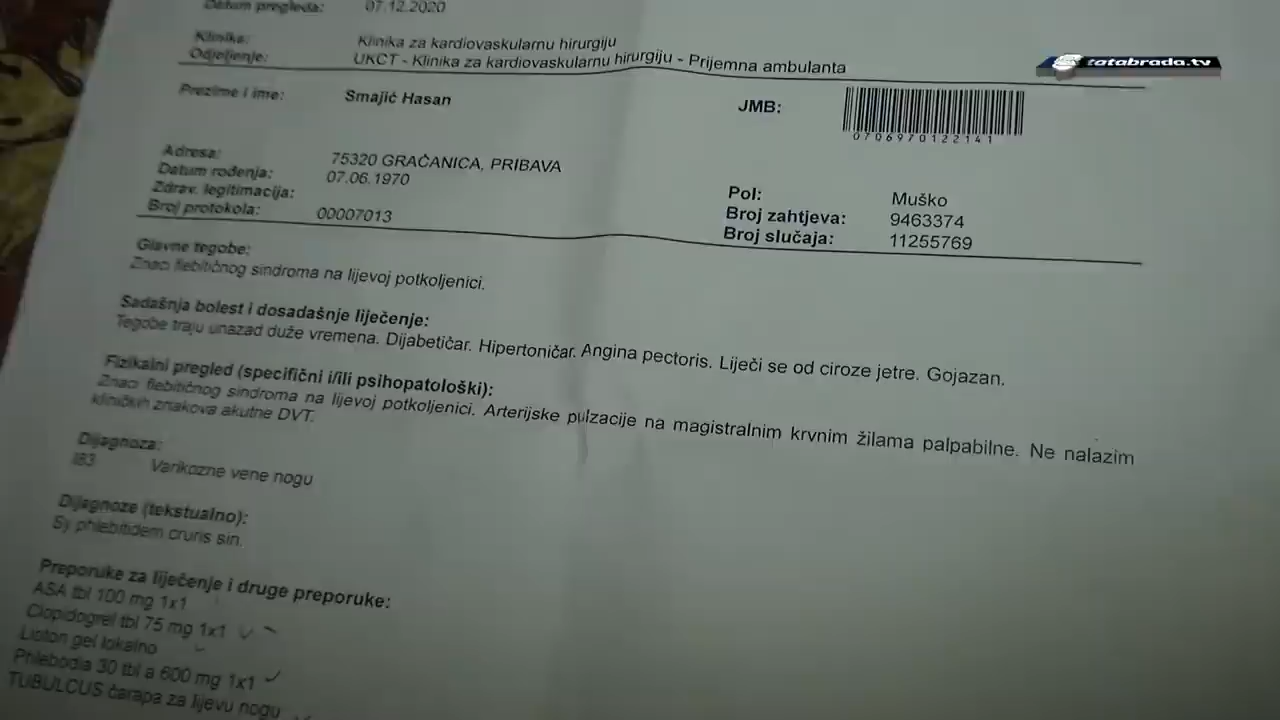 Datum pregleda: 07.12.2020
Klinika: Klinika za kardiovaskularnu hirurgiju
Odjeljenje: UKCT - Klinika za kardiovaskularnu hirurgiju - Prijemna ambulanta
tatabrada.tv
Prezime i ime: Smajić Hasan
JMB:
0706970122141
Adresa: 75320 GRAČANICA, PRIBAVA
Datum rođenja: 07.06.1970
Zdrav. legitimacija:
Broj protokola: 00007013
Pol: Muško
Broj zahtjeva: 9463374
Broj slučaja: 11255769
Glavne tegobe:
Znaci flebitičnog sindroma na lijevoj potkoljenici.
Sadašnja bolest i dosadašnje liječenje:
Tegobe traju unazad duže vremena. Dijabetičar. Hipertoničar. Angina pectoris. Liječi se od ciroze jetre. Gojazan.
Fizikalni pregled (specifični i/ili psihopatološki):
Znaci flebitičnog sindroma na lijevoj potkoljenici. Arterijske pulzacije na magistralnim krvnim žilama palpabilne. Ne nalazim
kliničkih znakova akutne DVT.
Dijagnoza:
I83 Varikozne vene nogu
Dijagnoze (tekstualno):
Sy phlebitidem cruris sin.
Preporuke za liječenje i druge preporuke:
ASA tbl 100 mg 1x1
Clopidogrel tbl 75 mg 1x1
Lioton gel lokalno
Phlebodia 30 tbl a 600 mg 1x1
TUBULCUS čarapa za lijevu nogu